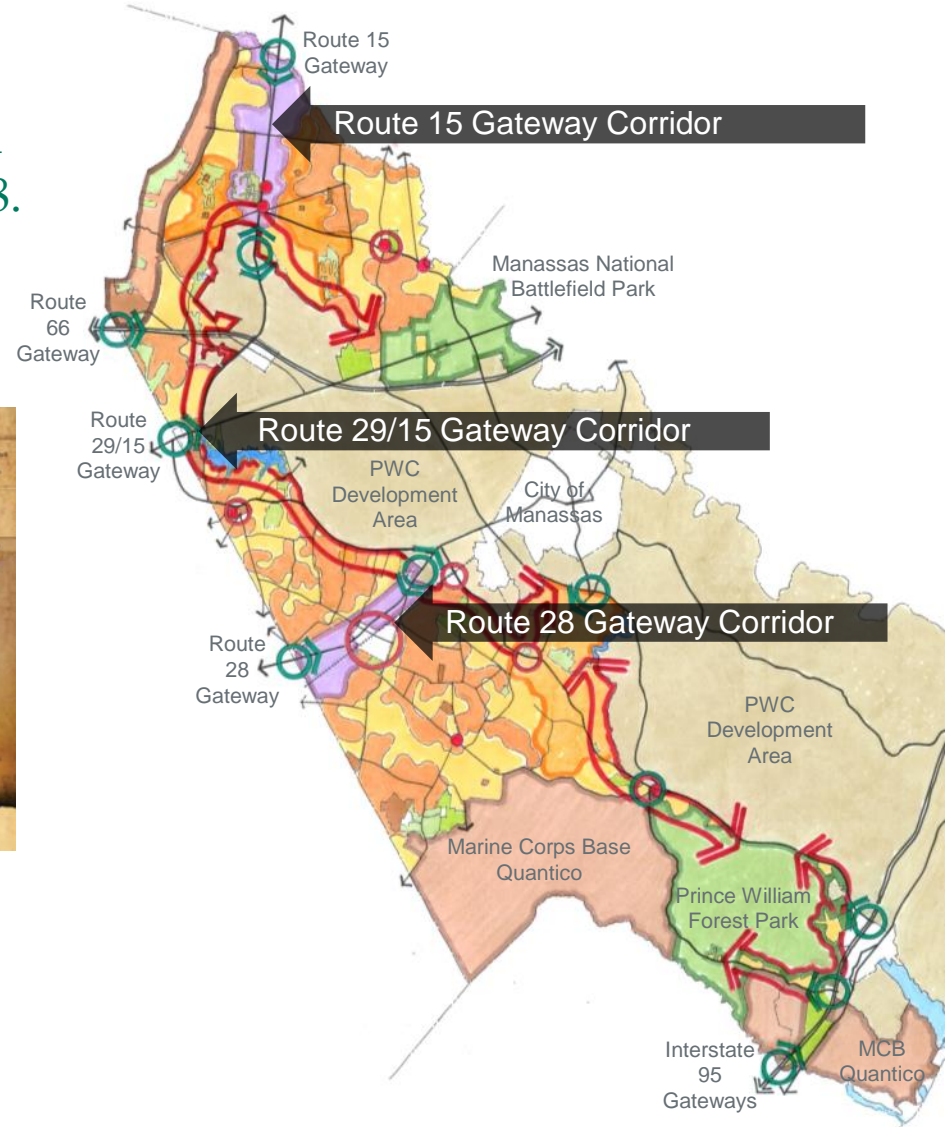 Route 15
Gateway
Route 15 Gateway Corridor
3.
Manassas National
Battlefield Park
Route
66
Gateway
Route
29/15
Gateway
Route 29/15 Gateway Corridor
PWC
Development
Area
City of
Manassas
Route 28 Gateway Corridor
Route
28
Gateway
PWC
Development
Area
Marine Corps Base
Quantico
Prince William
Forest Park
Interstate
95
Gateways
MCB
Quantico